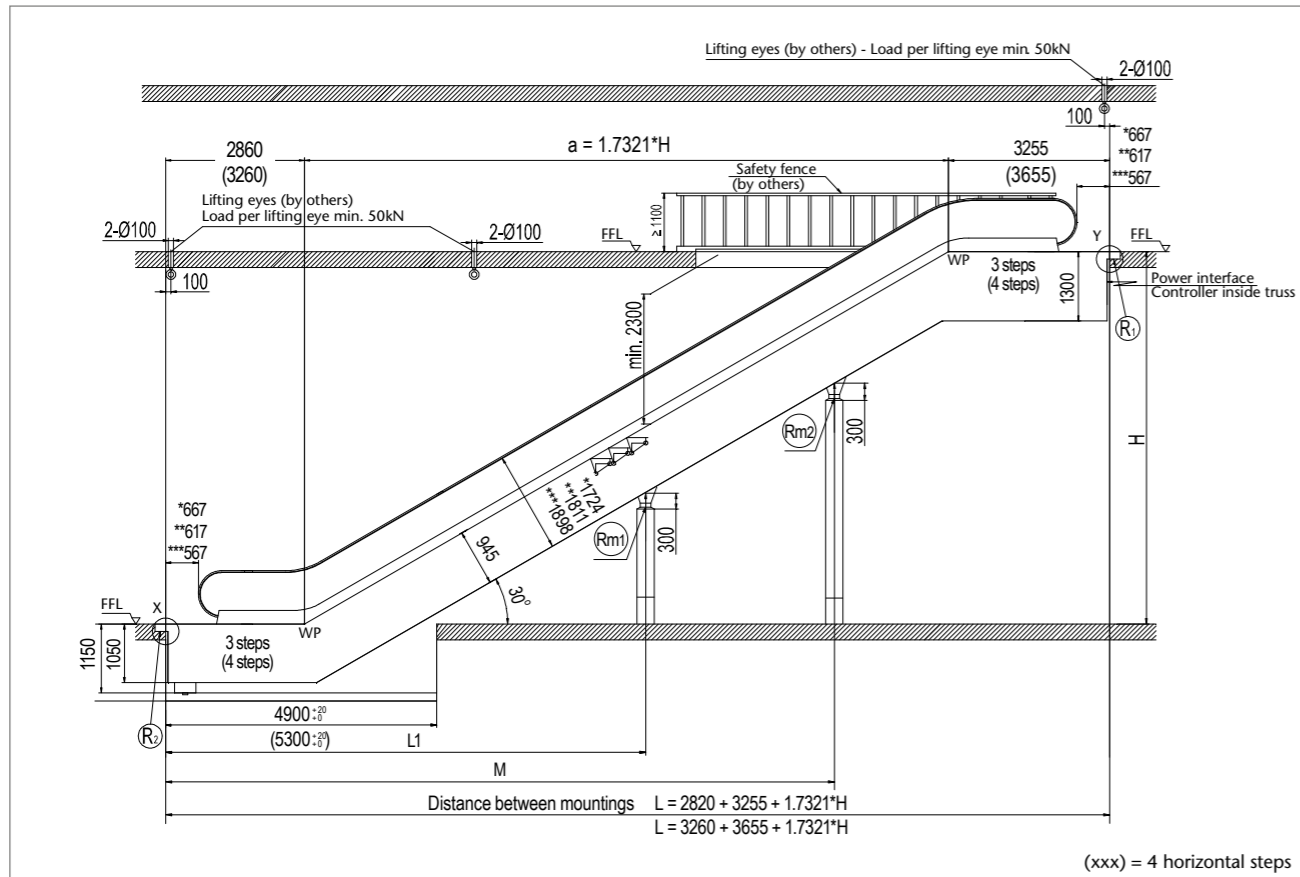 Lifting eyes (by others) - Load per lifting eye min. 50kN
2-Ø100
100
*667
**617
***567
2860
(3260)
a = 1.7321*H
3255
(3655)
Safety fence
(by others)
Lifting eyes (by others)
Load per lifting eye min. 50kN
2-Ø100
2-Ø100
100
≥ 1100
FFL
Y
FFL
WP
3 steps
(4 steps)
1300
Power interface
Controller inside truss
R1
min. 2300
Rm2
300
H
*1724
**1811
***1898
Rm1
300
945
30°
*667
**617
***567
FFL
X
WP
3 steps
(4 steps)
1150
1050
R2
4900 +20 +0
(5300 +20 +0)
L1
M
Distance between mountings L = 2820 + 3255 + 1.7321*H
L = 3260 + 3655 + 1.7321*H
(xxx) = 4 horizontal steps